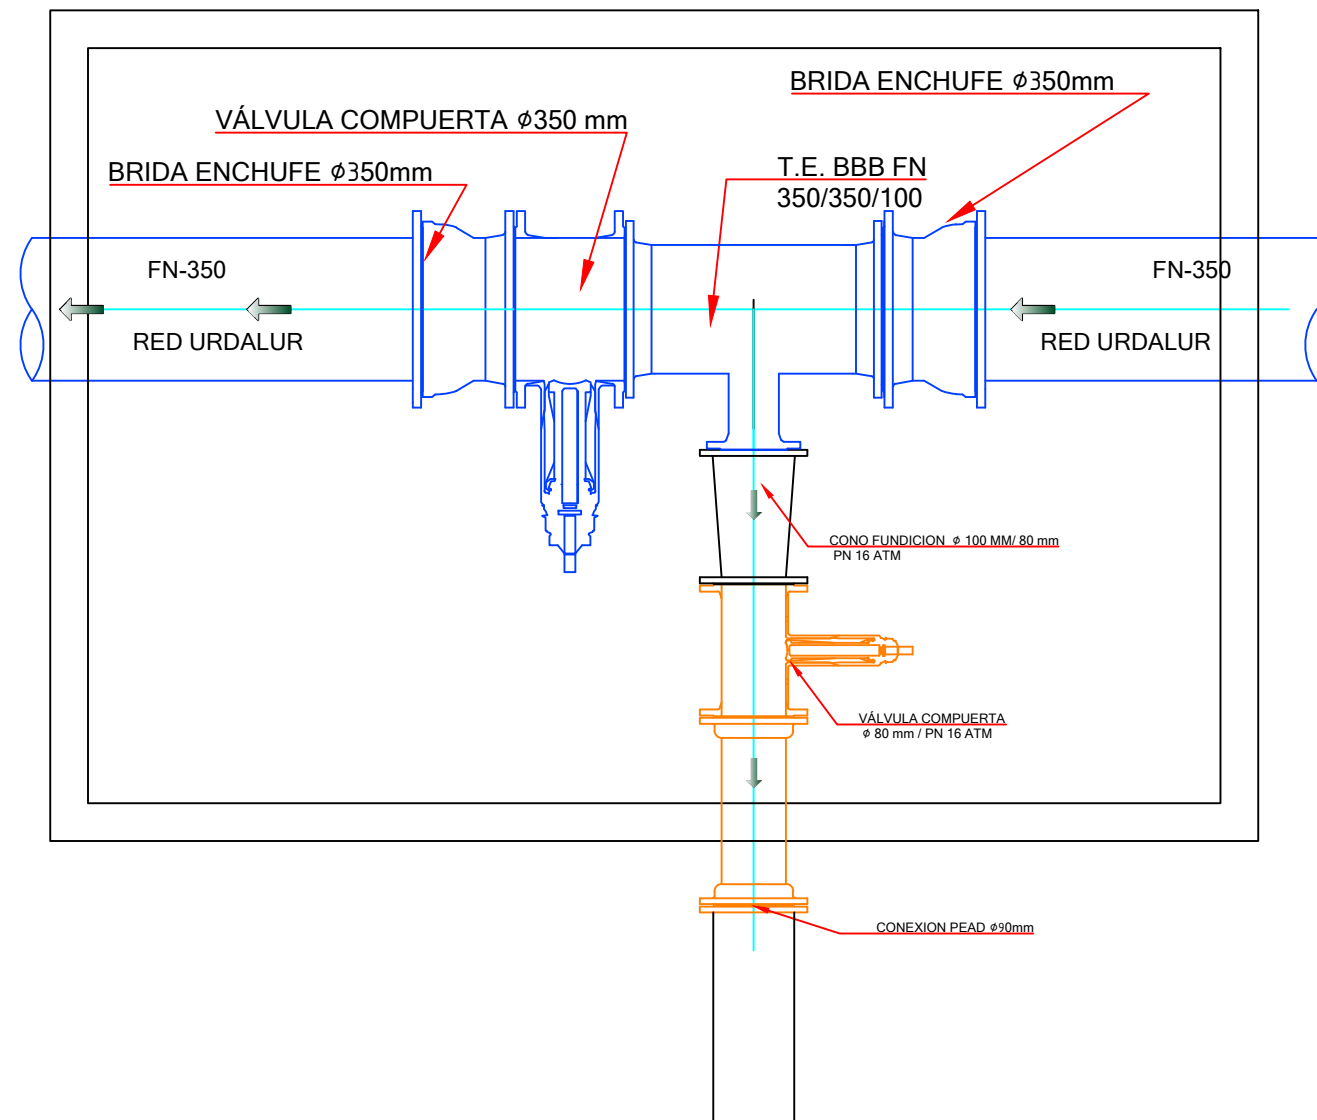 BRIDA ENCHUFE φ350mm
VÁLVULA COMPUERTA φ350 mm
BRIDA ENCHUFE φ350mm
T.E. BBB FN
350/350/100
FN-350
FN-350
RED URDALUR
RED URDALUR
CONO FUNDICION φ 100 MM/ 80 mm
PN 16 ATM
VÁLVULA COMPUERTA
φ 80 mm / PN 16 ATM
CONEXION PEAD φ90mm